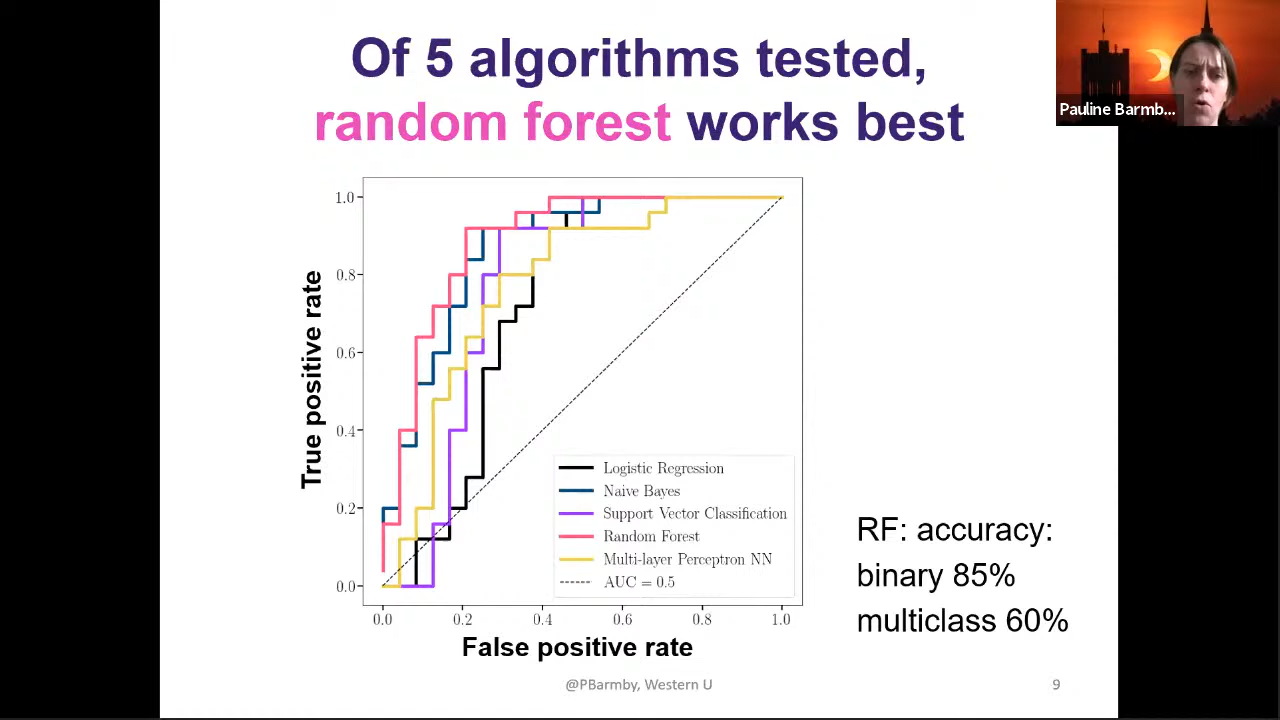 Of 5 algorithms tested,
random forest works best
Pauline Barmb...
True positive rate
1.0
0.8
0.6
0.4
0.2
0.0
Logistic Regression
Naive Bayes
Support Vector Classification
Random Forest
Multi-layer Perceptron NN
AUC = 0.5
0.0 0.2 0.4 0.6 0.8 1.0
False positive rate
RF: accuracy:
binary 85%
multiclass 60%
@PBarmby, Western U
9